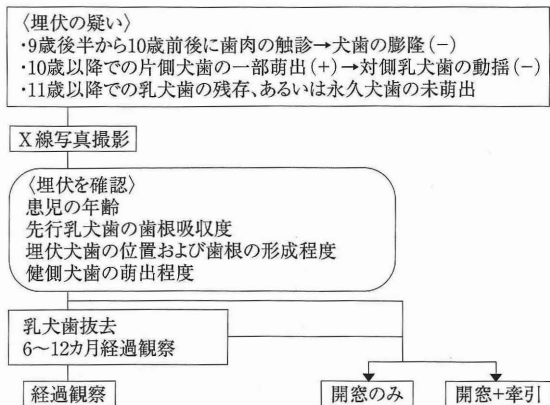 〈埋伏の疑い〉
・9歳後半から10歳前後に歯肉の触診→犬歯の膨隆(−)
・10歳以降での片側犬歯の一部萌出(+)→対側乳犬歯の動揺(−)
・11歳以降での乳犬歯の残存、あるいは永久犬歯の未萌出
X線写真撮影
〈埋伏を確認〉
患児の年齢
先行乳犬歯の歯根吸収度
埋伏犬歯の位置および歯根の形成程度
健側犬歯の萌出程度
乳犬歯抜去
6〜12カ月経過観察
経過観察
開窓のみ
開窓+牽引